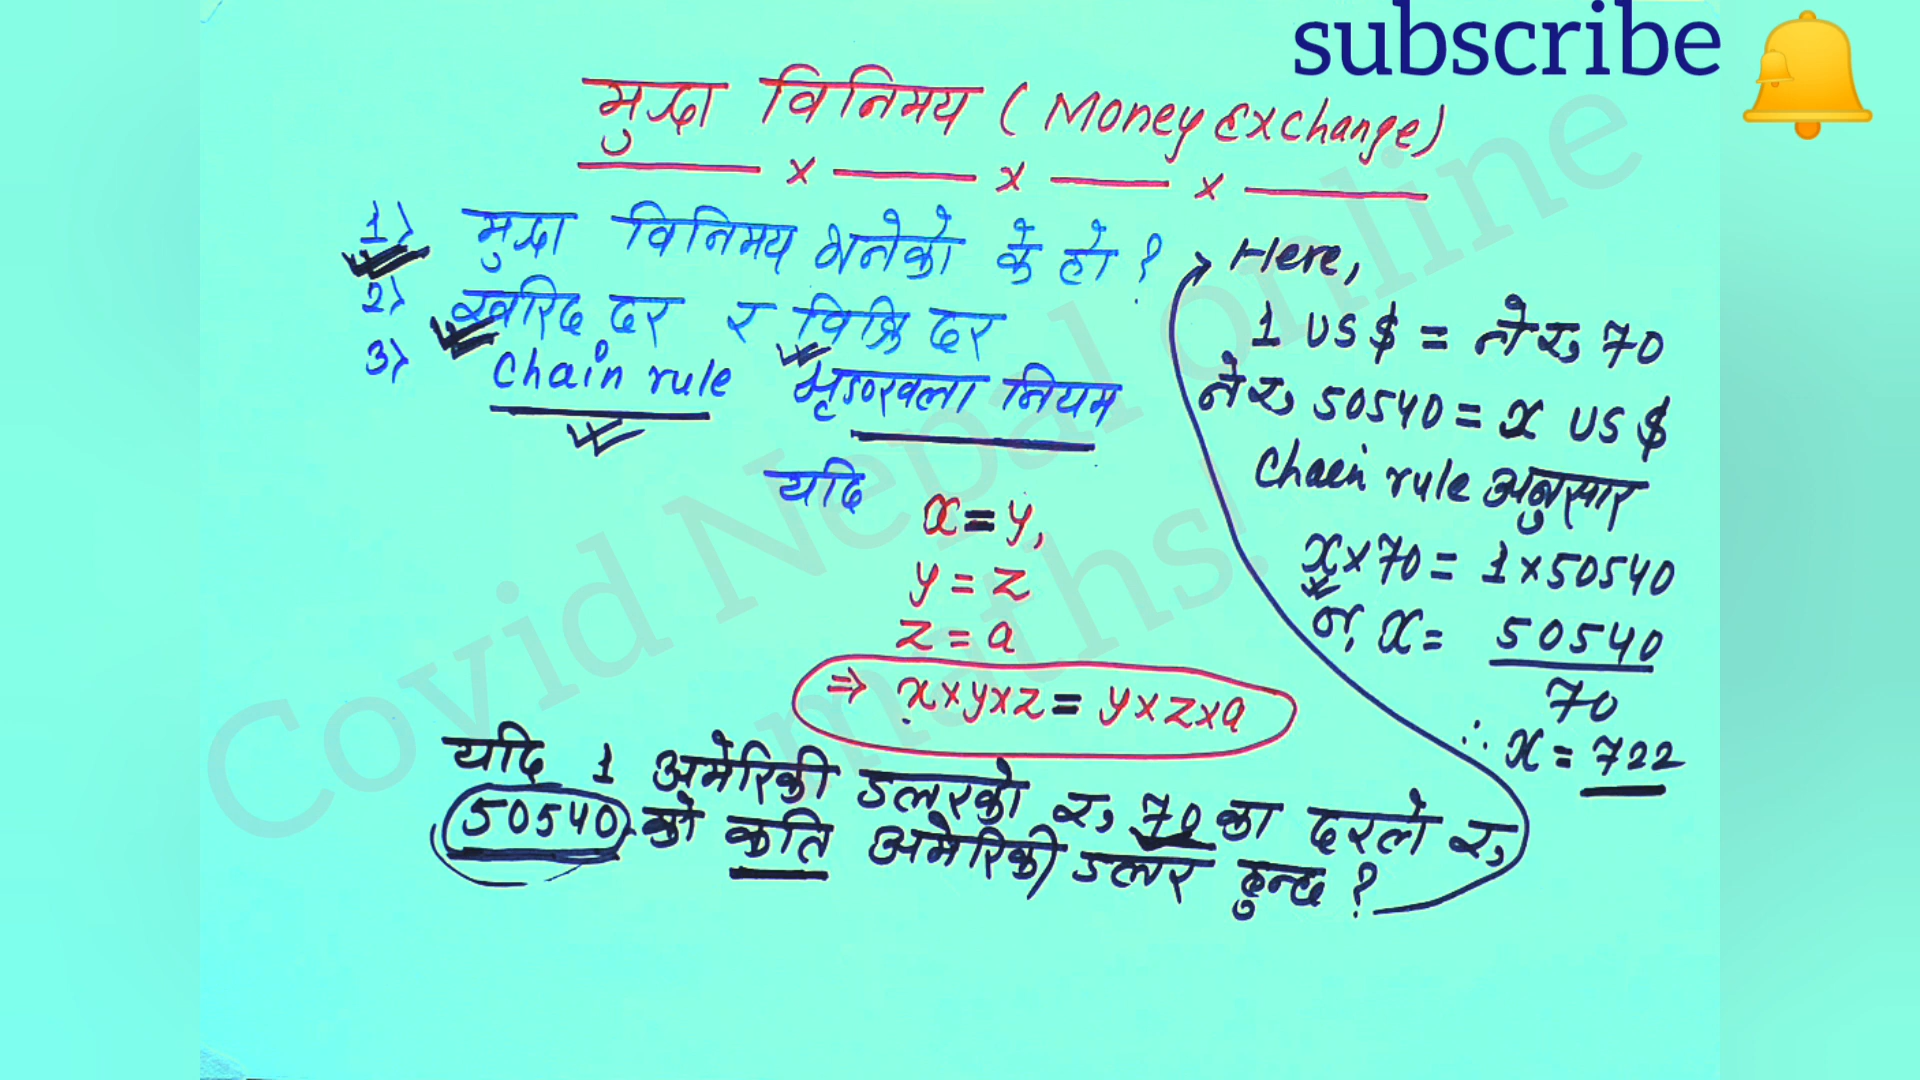 subscribe
मुद्रा विनिमय (Money Exchange)
x x x
1) मुद्रा विनिमय भनेको के हो ?
2) खरिद दर र विक्रि दर
3) chain rule श्रृङखला नियम
यदि x=y,
y=z
z=a
⇒ x×y×z = y×z×a
यदि 1 अमेरिकी डलरको रु, 70 का दरले रु,
50540 को कति अमेरिकी डलर हुन्छ ?
Here,
1 US $ = ने रु, 70
ने रु, 50540 = x US $
Chain rule अनुसार
x×70 = 1×50540
or, x = 50540
70
∴ x = 722
Covid Nepal online
maths.